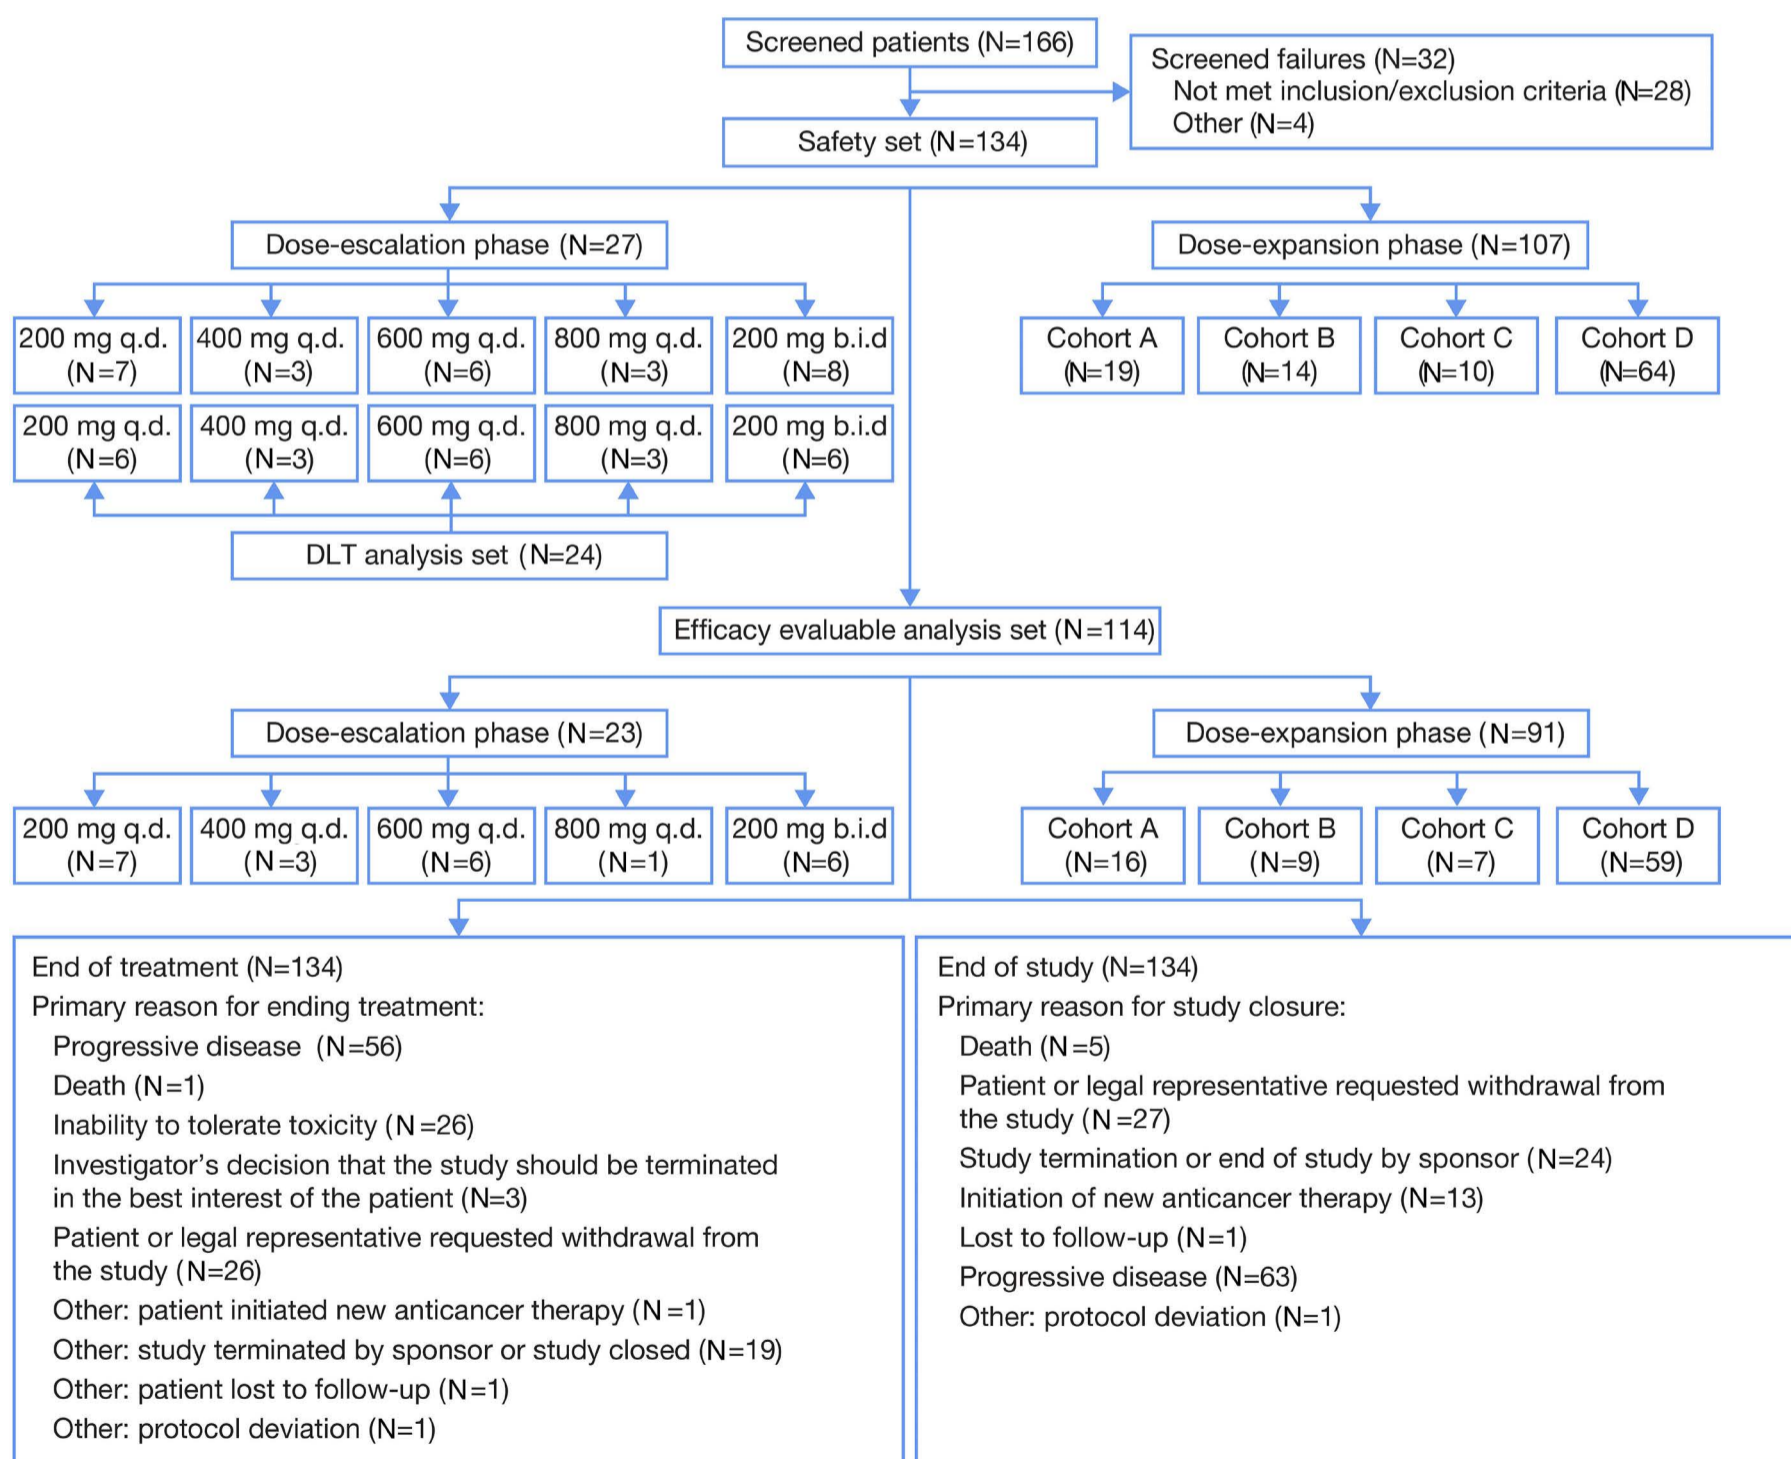 Screened patients (N=166)
Screened failures (N=32)
Not met inclusion/exclusion criteria (N=28)
Other (N=4)
Safety set (N=134)
Dose-escalation phase (N=27)
Dose-expansion phase (N=107)
200 mg q.d.
(N=7)
400 mg q.d.
(N=3)
600 mg q.d.
(N=6)
800 mg q.d.
(N=3)
200 mg b.i.d
(N=8)
Cohort A
(N=19)
Cohort B
(N=14)
Cohort C
(N=10)
Cohort D
(N=64)
200 mg q.d.
(N=6)
400 mg q.d.
(N=3)
600 mg q.d.
(N=6)
800 mg q.d.
(N=3)
200 mg b.i.d
(N=6)
DLT analysis set (N=24)
Efficacy evaluable analysis set (N=114)
Dose-escalation phase (N=23)
Dose-expansion phase (N=91)
200 mg q.d.
(N=7)
400 mg q.d.
(N=3)
600 mg q.d.
(N=6)
800 mg q.d.
(N=1)
200 mg b.i.d
(N=6)
Cohort A
(N=16)
Cohort B
(N=9)
Cohort C
(N=7)
Cohort D
(N=59)
End of treatment (N=134)
Primary reason for ending treatment:
Progressive disease (N=56)
Death (N=1)
Inability to tolerate toxicity (N=26)
Investigator’s decision that the study should be terminated
in the best interest of the patient (N=3)
Patient or legal representative requested withdrawal from
the study (N=26)
Other: patient initiated new anticancer therapy (N=1)
Other: study terminated by sponsor or study closed (N=19)
Other: patient lost to follow-up (N=1)
Other: protocol deviation (N=1)
End of study (N=134)
Primary reason for study closure:
Death (N=5)
Patient or legal representative requested withdrawal from
the study (N=27)
Study termination or end of study by sponsor (N=24)
Initiation of new anticancer therapy (N=13)
Lost to follow-up (N=1)
Progressive disease (N=63)
Other: protocol deviation (N=1)